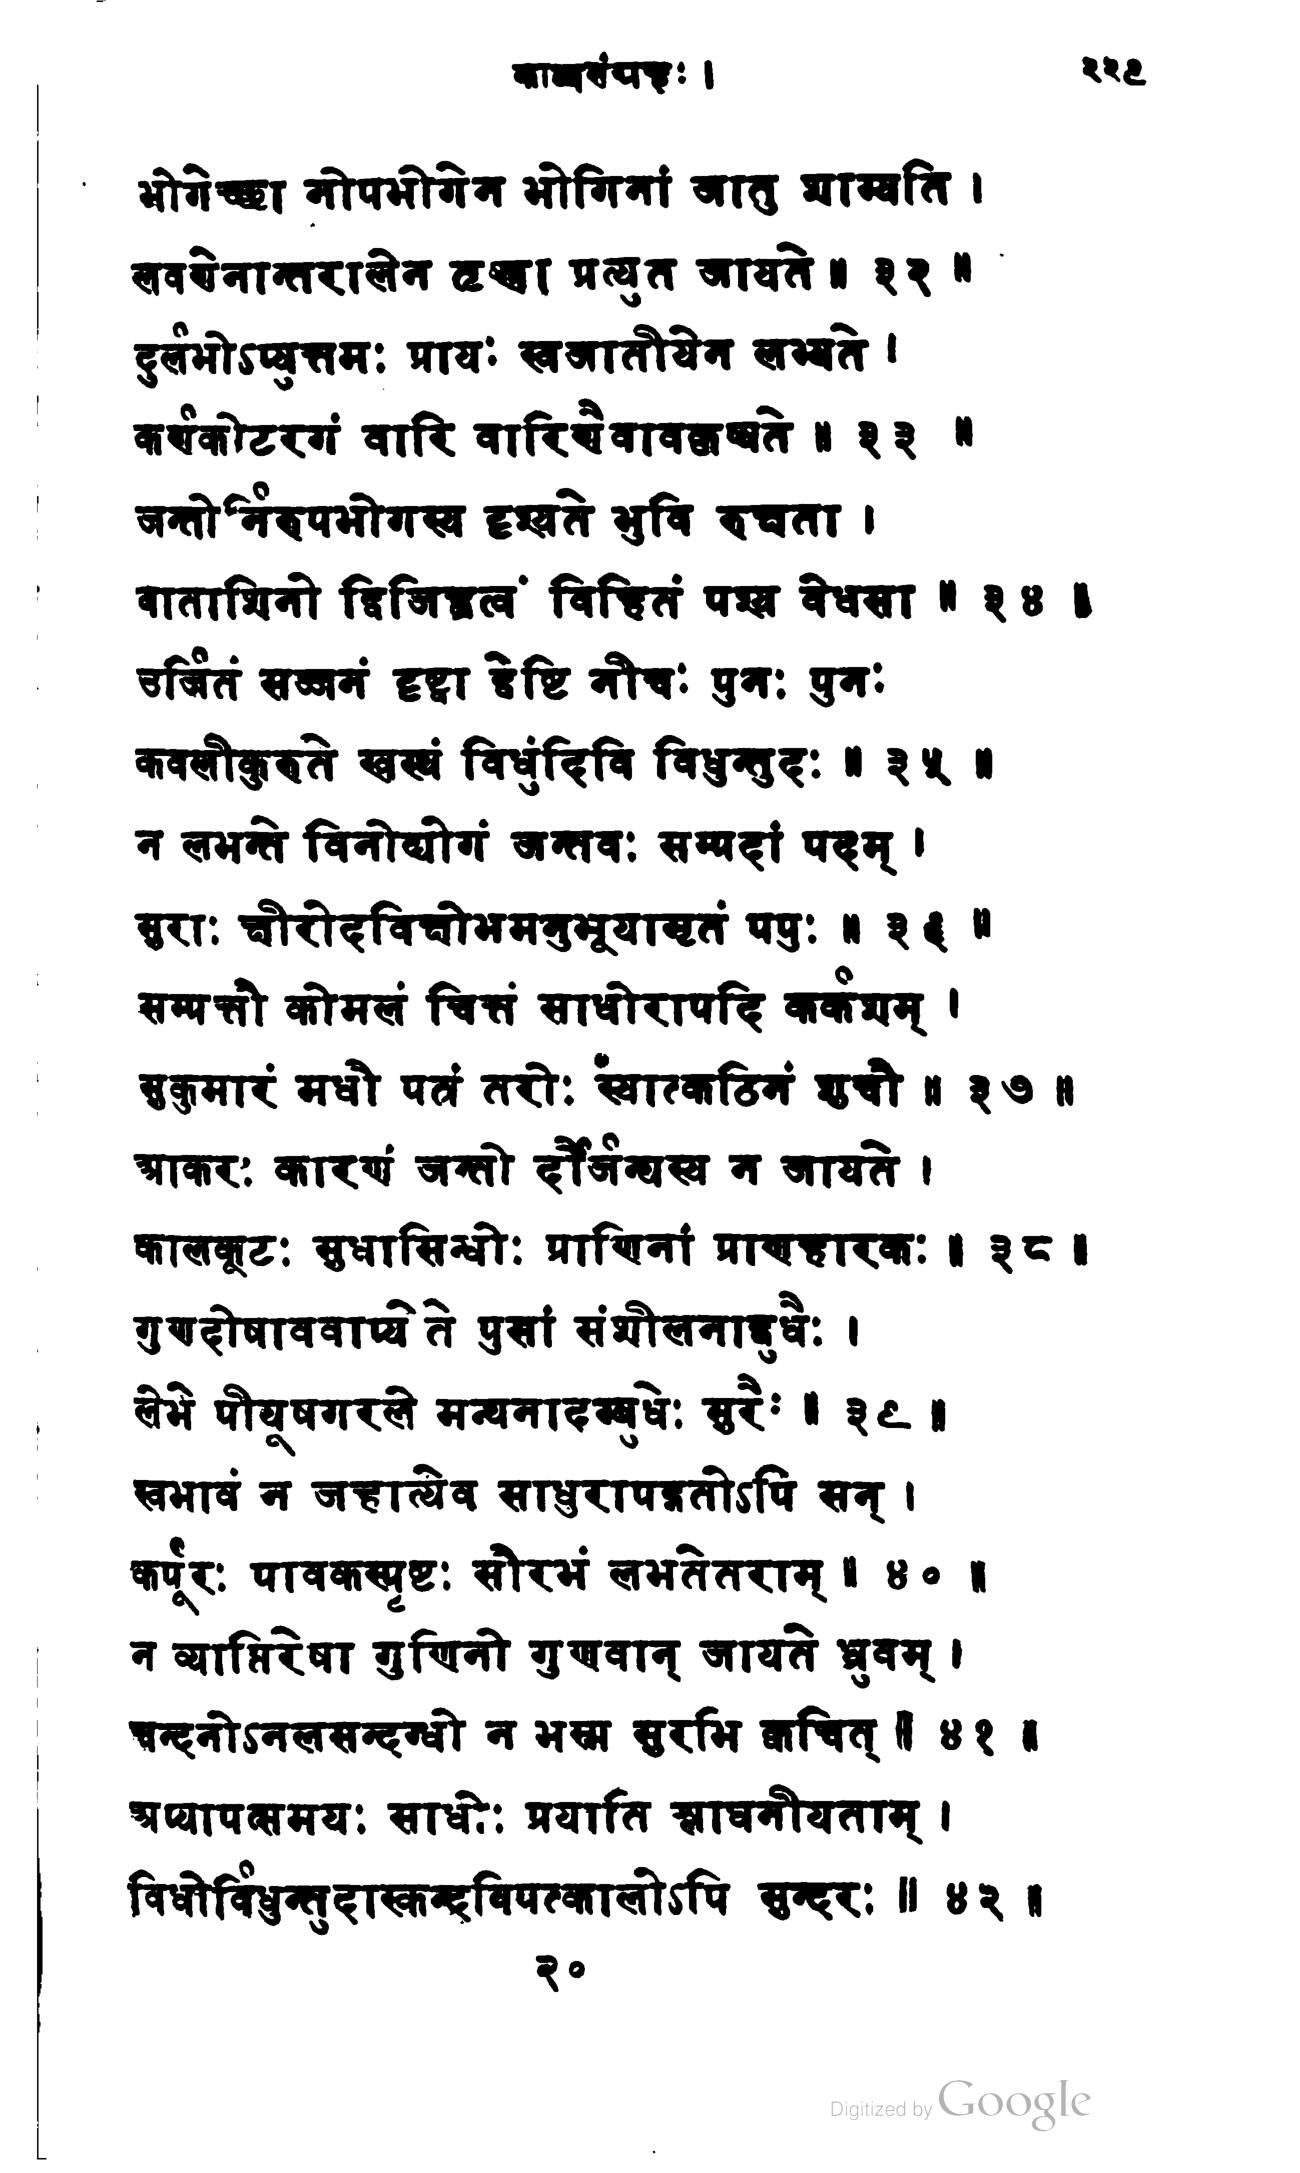 काव्यसंग्रहः । २२९
भोगेच्छा नोपभोगेन भोगिनां जातु शाम्यति ।
लवणेनान्तरालेन तृष्णा प्रत्युत जायते ॥ ३२ ॥
दुर्लभोऽप्युत्तमः प्रायः स्वजातीयेन लभ्यते ।
कर्णकोटरगं वारि वारिणैवावकृष्यते ॥ ३३ ॥
जन्तोर्निरुपभोगस्य दृश्यते भुवि रुक्षता ।
वाताशिनो द्विजिह्वत्वं विहितं पश्य वेधसा ॥ ३४ ॥
उर्जितं सज्जनं दृष्ट्वा द्वेष्टि नीचः पुनः पुनः
कवलीकुरुते स्वस्थं विधुंदिवि विधुन्तुदः ॥ ३५ ॥
न लभन्ते विनोद्योगं जन्तवः सम्पदां पदम् ।
सुराः क्षीरोदविक्षोभमनुभूयामृतं पपुः ॥ ३६ ॥
सम्पत्तौ कोमलं चित्तं साधोरापदि कर्कशम् ।
सुकुमारं मधौ पत्रं तरोः स्यात्कठिनं शुचौ ॥ ३७ ॥
आकरः कारणं जन्तो र्दौर्जन्यस्य न जायते ।
कालकूटः सुधासिन्धोः प्राणिनां प्राणहारकः ॥ ३८ ॥
गुणदोषाववाप्येते पुसां संशीलनाद्बुधैः ।
लेभे पीयूषगरले मन्थनादम्बुधेः सुरैः ॥ ३९ ॥
स्वभावं न जहात्येव साधुरापद्गतोऽपि सन् ।
कर्पूरः पावकस्पृष्टः सौरभं लभतेतराम् ॥ ४० ॥
न व्याप्तिरेषा गुणिनो गुणवान् जायते ध्रुवम् ।
चन्दनोऽनलसन्दग्धो न भस्म सुरभि क्वचित् ॥ ४१ ॥
अप्यापत्समयः साधोः प्रयाति श्लाघनीयताम् ।
विधोर्विधुन्तुदास्कन्दविपत्कालोऽपि सुन्दरः ॥ ४२ ॥
२०
Digitized by Google